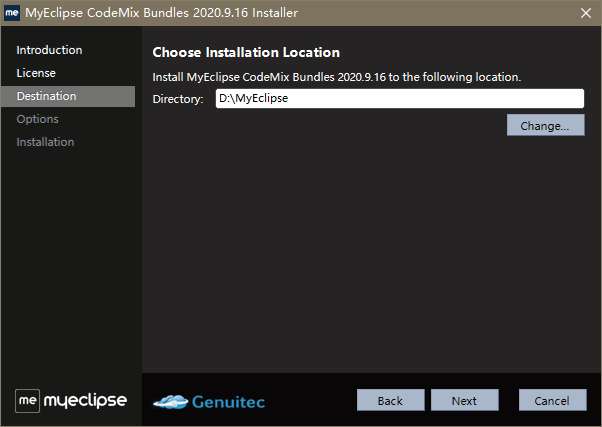 me MyEclipse CodeMix Bundles 2020.9.16 Installer
Introduction
License
Destination
Options
Installation
Choose Installation Location
Install MyEclipse CodeMix Bundles 2020.9.16 to the following location.
Directory: D:\MyEclipse
Change...
me myeclipse
Genuitec
Back Next Cancel